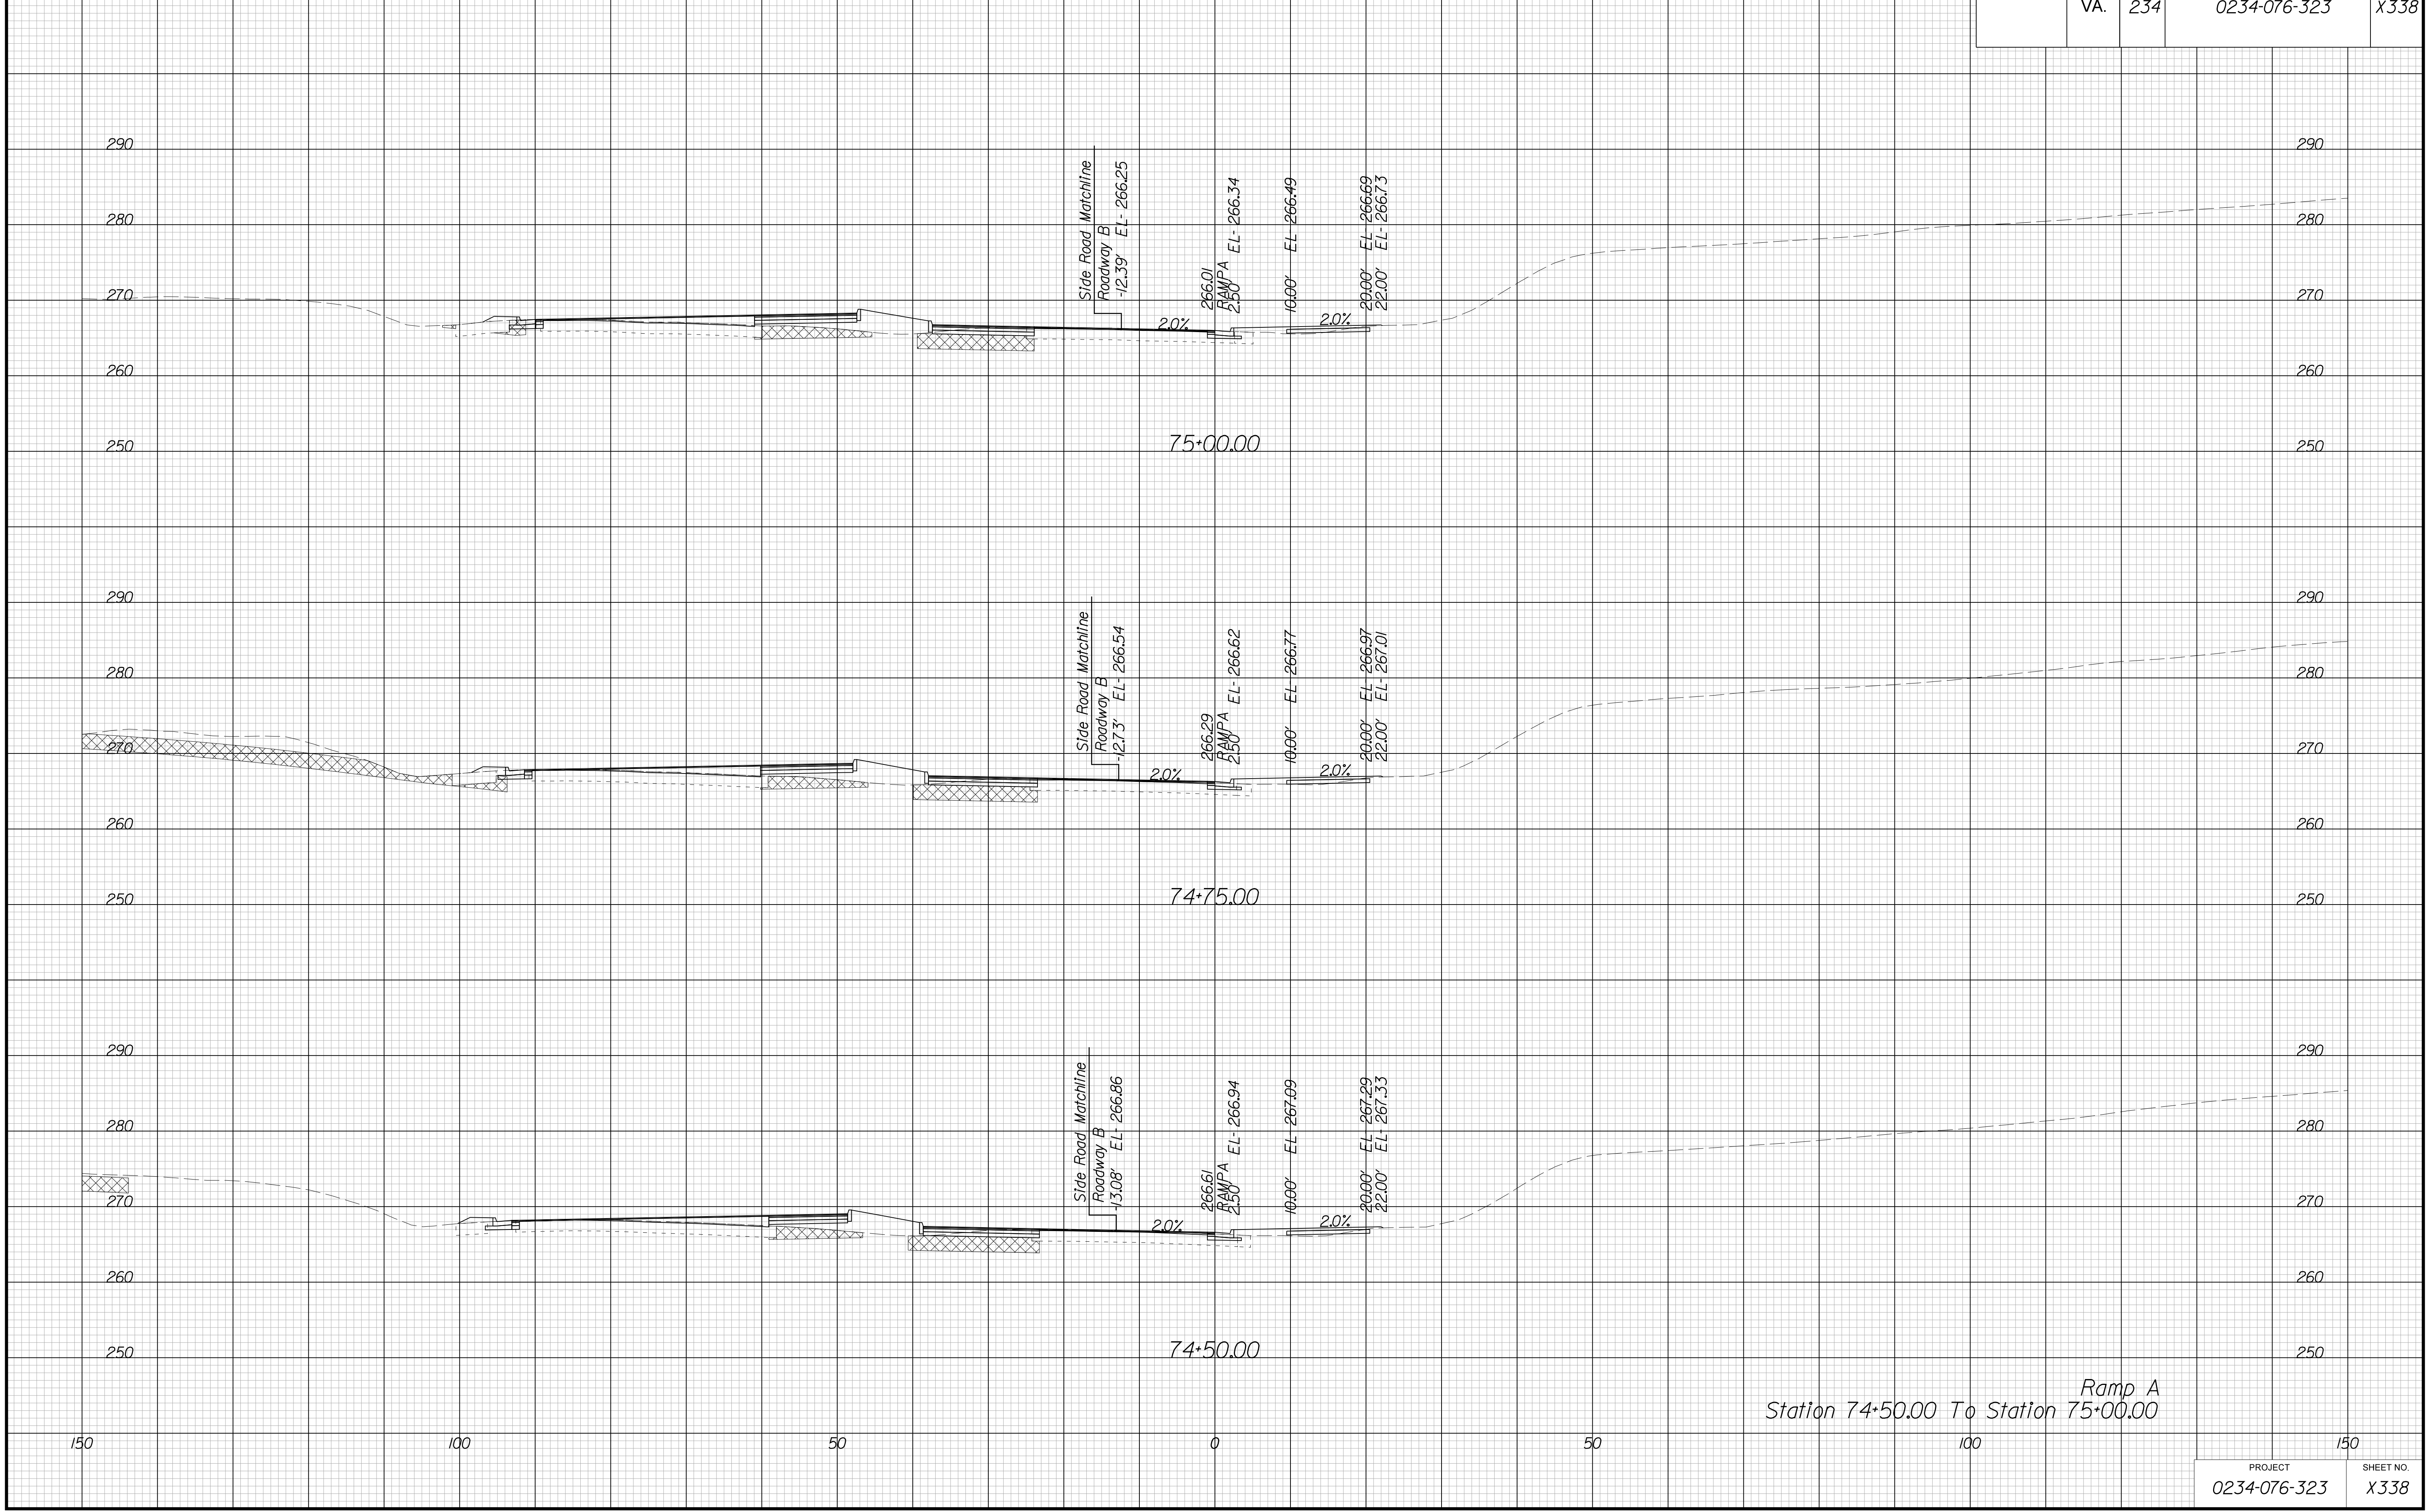 VA. 234 0234-076-323 X338
290 290
280 280
270 270
260 260
250 250
Side Road Matchline
Roadway B
-12.39' EL- 266.25
266.01
RAMPA
2.50' EL- 266.34
10.00' EL- 266.49
20.00' EL- 266.69
22.00' EL- 266.73
2.0%
2.0%
75+00.00
290 290
280 280
270 270
260 260
250 250
Side Road Matchline
Roadway B
-12.73' EL- 266.54
266.29
RAMPA
2.50' EL- 266.62
10.00' EL- 266.77
20.00' EL- 266.97
22.00' EL- 267.01
2.0%
2.0%
74+75.00
290 290
280 280
270 270
260 260
250 250
Side Road Matchline
Roadway B
-13.08' EL- 266.86
266.61
RAMPA
2.50' EL- 266.94
10.00' EL- 267.09
20.00' EL- 267.29
22.00' EL- 267.33
2.0%
2.0%
74+50.00
Ramp A
Station 74+50.00 To Station 75+00.00
150 100 50 0 50 100 150
PROJECT SHEET NO.
0234-076-323 X338